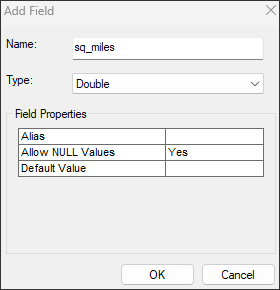 Add Field
Name:
sq_miles
Type:
Double
Field Properties
Alias
Allow NULL Values Yes
Default Value
OK Cancel